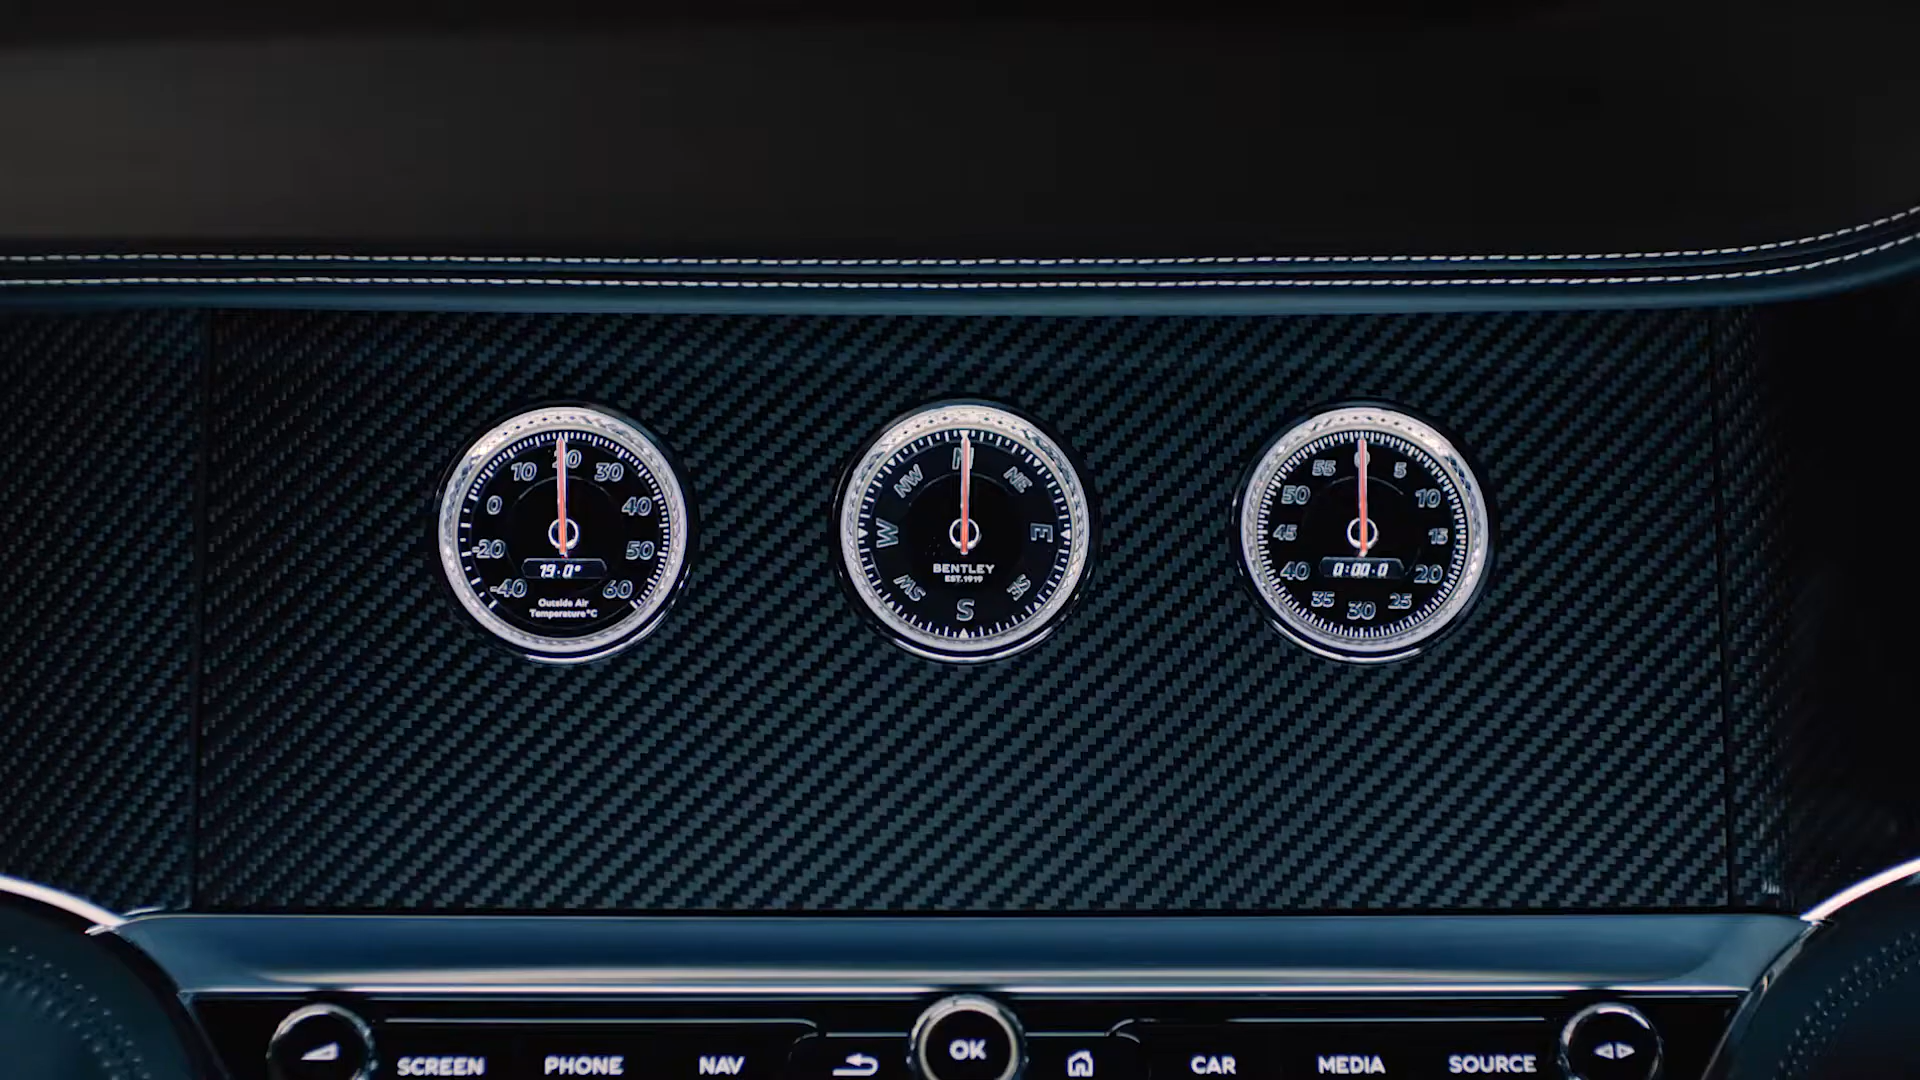 10 20 30
0 40
-20 50
19.0°
-40 60
Outside Air
Temperature °C
N
NW NE
W E
BENTLEY
EST.1919
SW SE
S
55 0 5
50 10
45 15
0:00.0
40 20
35 30 25
SCREEN PHONE NAV OK CAR MEDIA SOURCE